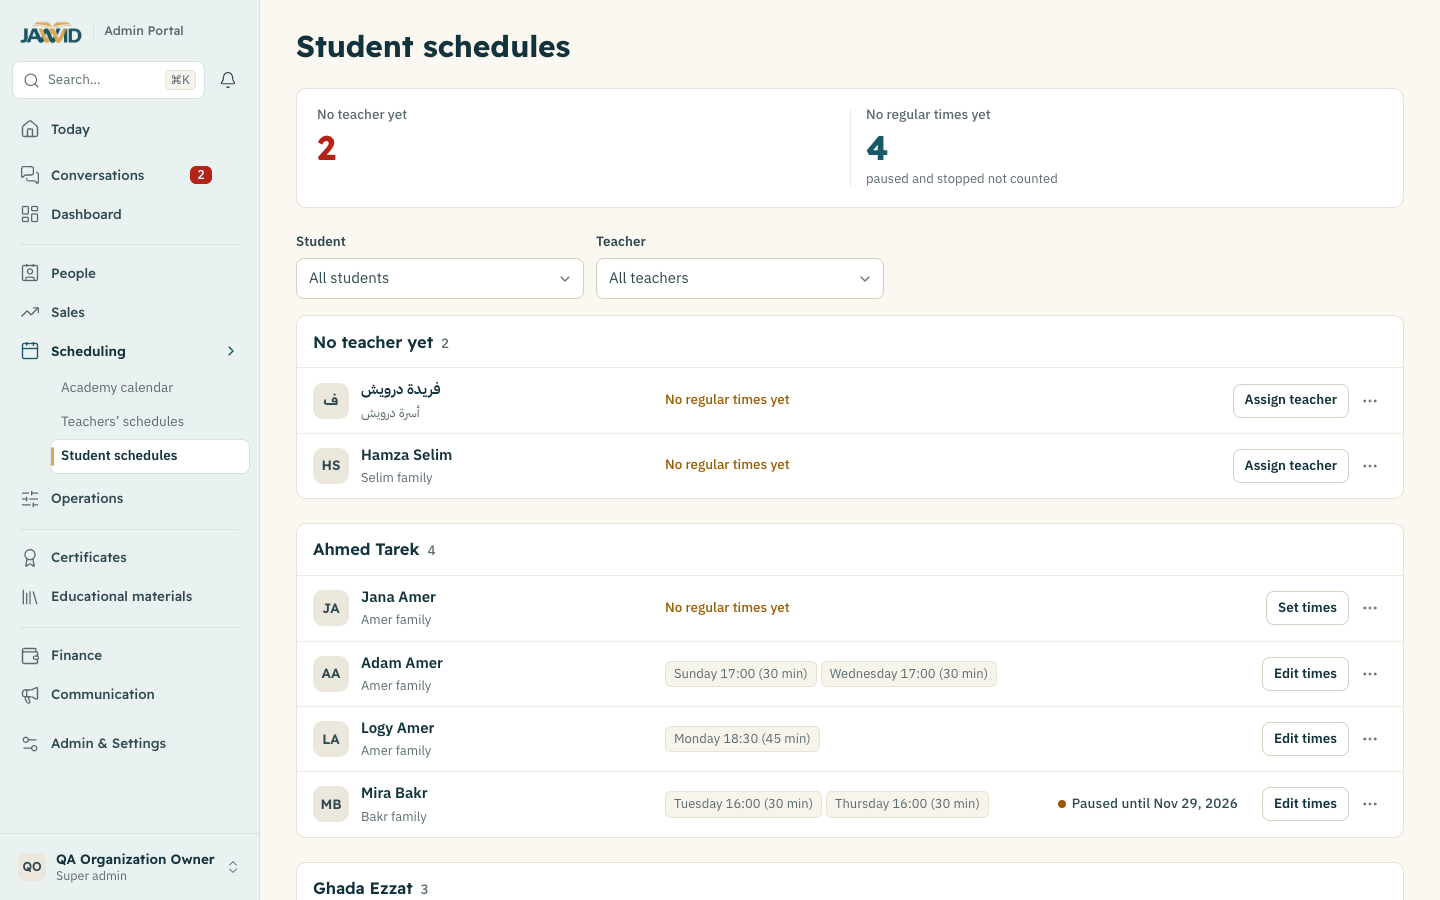 JAWID
Admin Portal
Search...
⌘K
Today
Conversations
2
Dashboard
People
Sales
Scheduling
Academy calendar
Teachers’ schedules
Student schedules
Operations
Certificates
Educational materials
Finance
Communication
Admin & Settings
QO
QA Organization Owner
Super admin
Student schedules
No teacher yet
2
No regular times yet
4
paused and stopped not counted
Student
Teacher
All students
All teachers
No teacher yet 2
ف
فريدة درويش
أسرة درويش
No regular times yet
Assign teacher
HS
Hamza Selim
Selim family
No regular times yet
Assign teacher
Ahmed Tarek 4
JA
Jana Amer
Amer family
No regular times yet
Set times
AA
Adam Amer
Amer family
Sunday 17:00 (30 min)
Wednesday 17:00 (30 min)
Edit times
LA
Logy Amer
Amer family
Monday 18:30 (45 min)
Edit times
MB
Mira Bakr
Bakr family
Tuesday 16:00 (30 min)
Thursday 16:00 (30 min)
Paused until Nov 29, 2026
Edit times
Ghada Ezzat 3